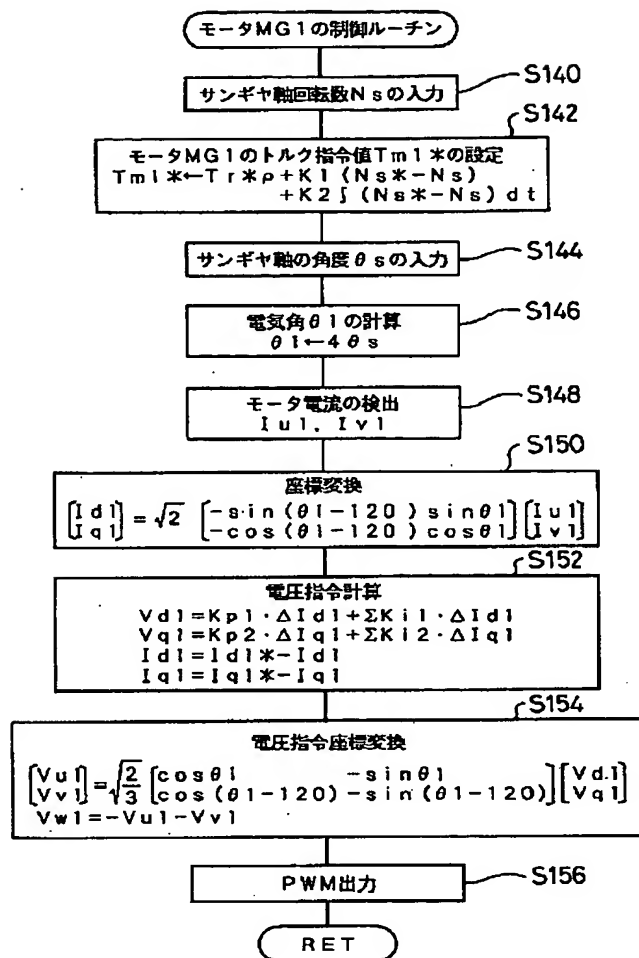 モータMG1の制御ルーチン
S140
サンギヤ軸回転数Nsの入力
S142
モータMG1のトルク指令値Tm1*の設定
Tm1*←Tr*ρ+K1(Ns*-Ns)
+K2∫(Ns*-Ns)dt
S144
サンギヤ軸の角度θsの入力
S146
電気角θ1の計算
θ1←4θs
S148
モータ電流の検出
Iu1, Iv1
S150
座標変換
[Id1] = √2 [-sin(θ1-120) sinθ1][Iu1]
[Iq1] [-cos(θ1-120) cosθ1][Iv1]
S152
電圧指令計算
Vd1=Kp1・ΔId1+ΣKi1・ΔId1
Vq1=Kp2・ΔIq1+ΣKi2・ΔIq1
Id1=Id1*-Id1
Iq1=Iq1*-Iq1
S154
電圧指令座標変換
[Vu1]=√2/3 [cosθ1 -sinθ1][Vd1]
[Vv1] [cos(θ1-120) -sin(θ1-120)][Vq1]
Vw1=-Vu1-Vv1
S156
PWM出力
RET